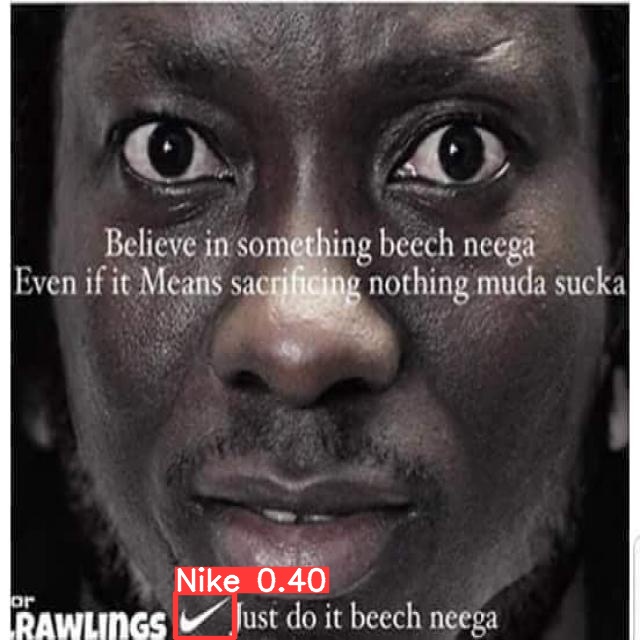 Believe in something beech neega
Even if it Means sacrificing nothing muda sucka
Nike 0.40
or
RAWLINGS
Just do it beech neega